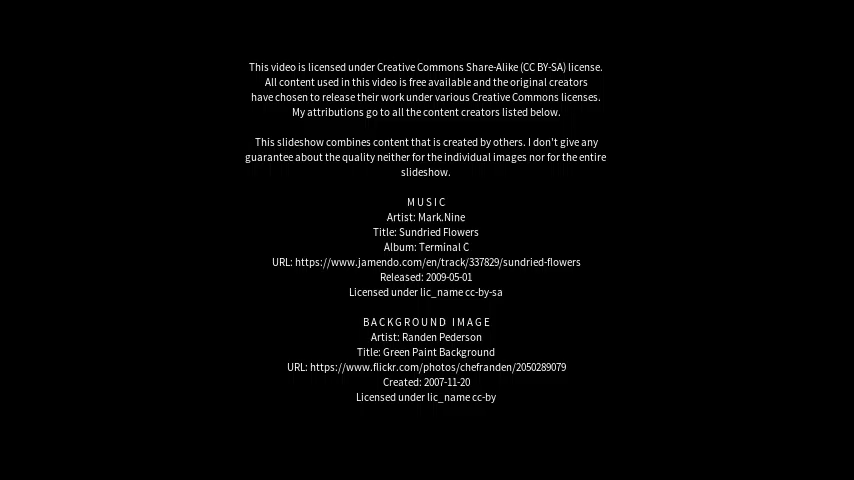 This video is licensed under Creative Commons Share-Alike (CC BY-SA) license.
All content used in this video is free available and the original creators
have chosen to release their work under various Creative Commons licenses.
My attributions go to all the content creators listed below.
This slideshow combines content that is created by others. I don't give any
guarantee about the quality neither for the individual images nor for the entire
slideshow.
M U S I C
Artist: Mark.Nine
Title: Sundried Flowers
Album: Terminal C
URL: https://www.jamendo.com/en/track/337829/sundried-flowers
Released: 2009-05-01
Licensed under lic_name cc-by-sa
B A C K G R O U N D   I M A G E
Artist: Randen Pederson
Title: Green Paint Background
URL: https://www.flickr.com/photos/chefranden/2050289079
Created: 2007-11-20
Licensed under lic_name cc-by